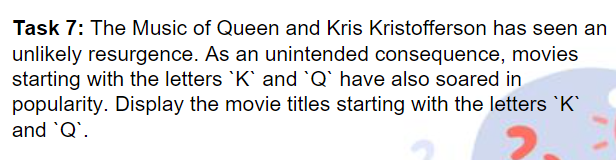 Task 7: The Music of Queen and Kris Kristofferson has seen an
unlikely resurgence. As an unintended consequence, movies
starting with the letters `K` and `Q` have also soared in
popularity. Display the movie titles starting with the letters `K`
and `Q`.